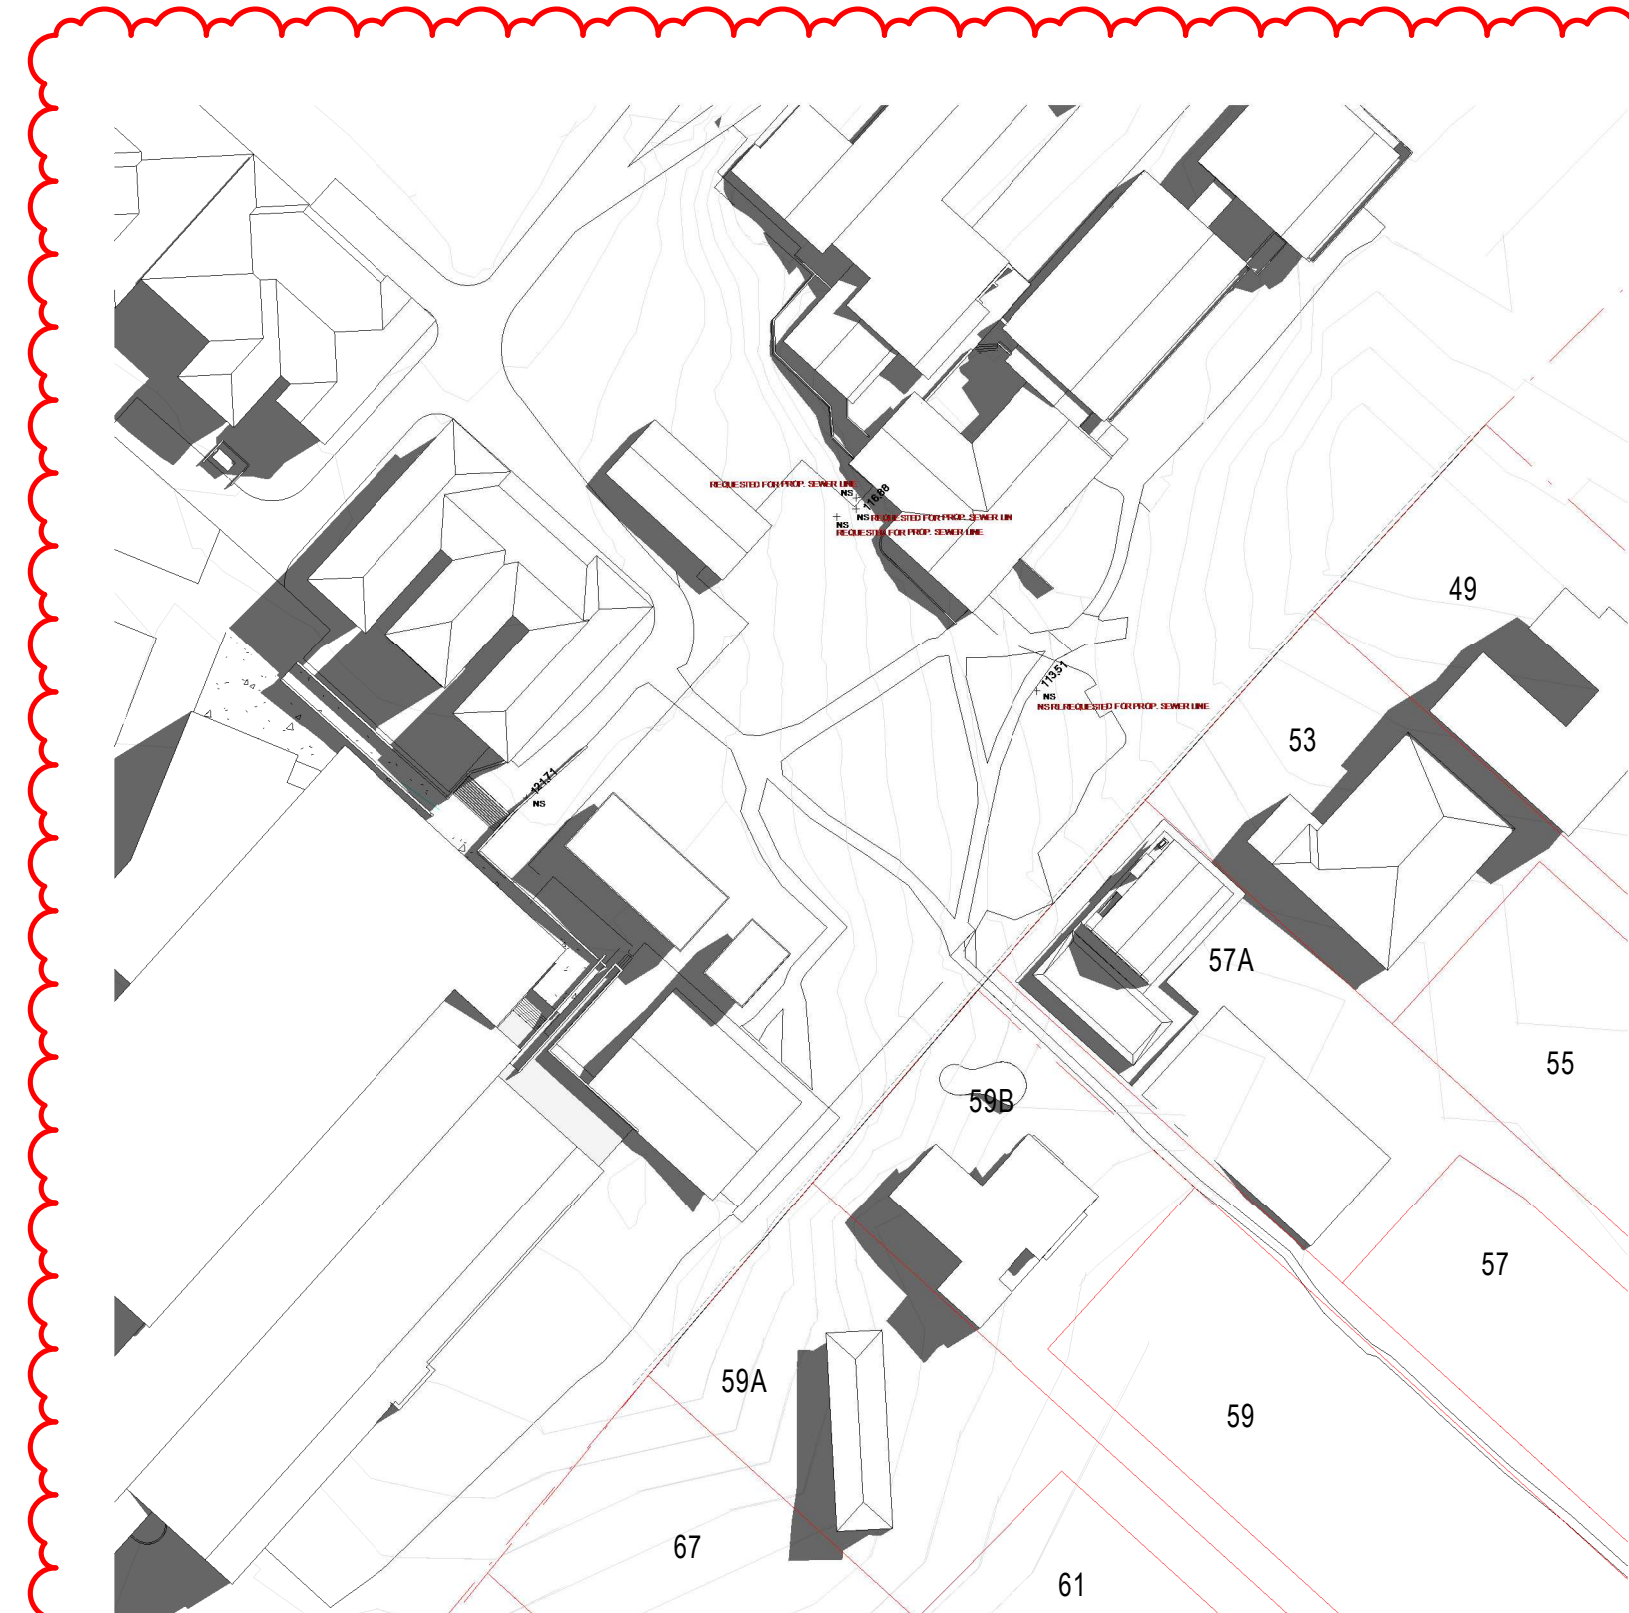 REQUESTED FOR PROP. SEWER LINE
NS
116.88
NS REQUESTED FOR PROP. SEWER LIN
NS
REQUESTED FOR PROP. SEWER LINE
49
113.51
NS
NS RL REQUESTED FOR PROP. SEWER LINE
53
121.71
NS
57A
55
59B
57
59A
59
67
61